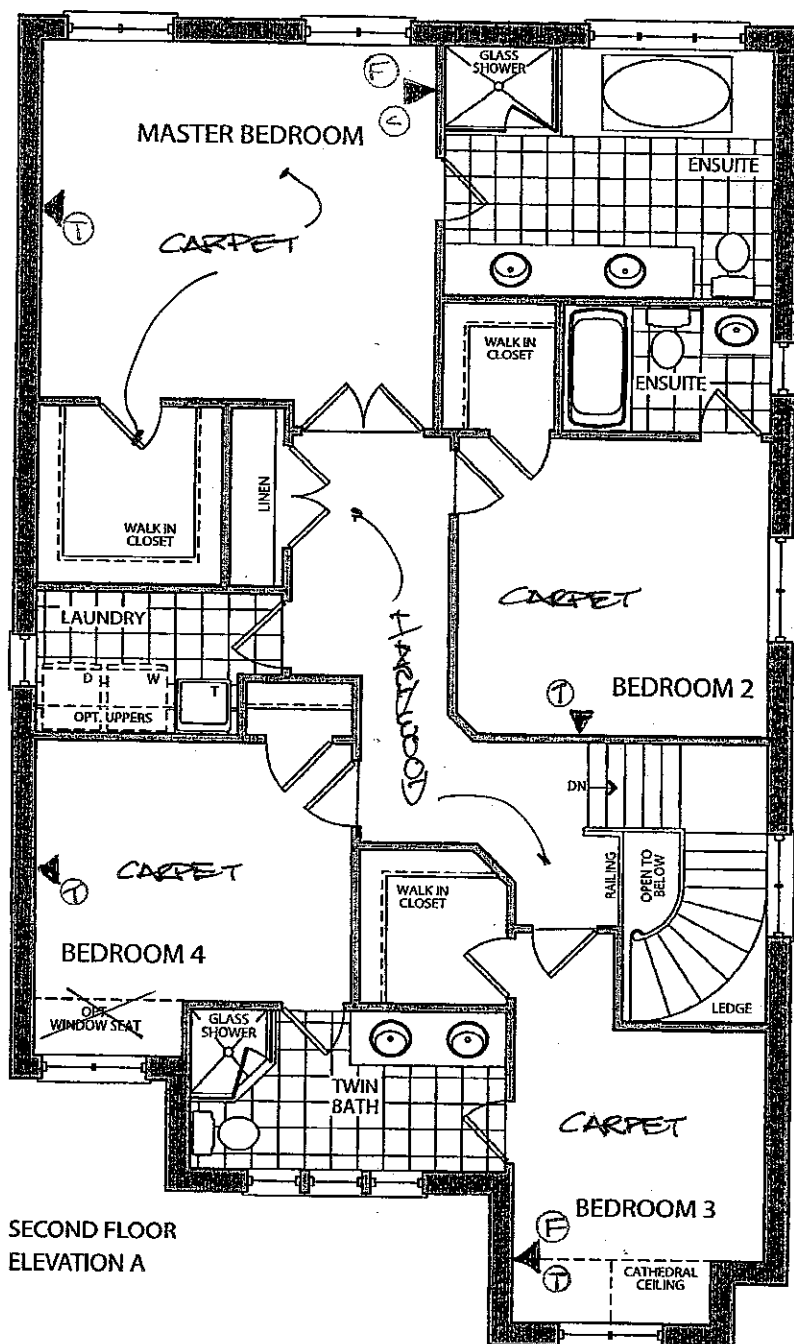 GLASS
SHOWER
F
C
MASTER BEDROOM
ENSUITE
T
CARPET
WALK IN
CLOSET
ENSUITE
LINEN
WALK IN
CLOSET
CARPET
LAUNDRY
HARDWOOD
D W
T
BEDROOM 2
OPT. UPPERS
T
DN
CARPET
T
WALK IN
CLOSET
RAILING
OPEN TO
BELOW
BEDROOM 4
LEDGE
OPT.
WINDOW SEAT
GLASS
SHOWER
TWIN
BATH
CARPET
BEDROOM 3
F
T
CATHEDRAL
CEILING
SECOND FLOOR
ELEVATION A